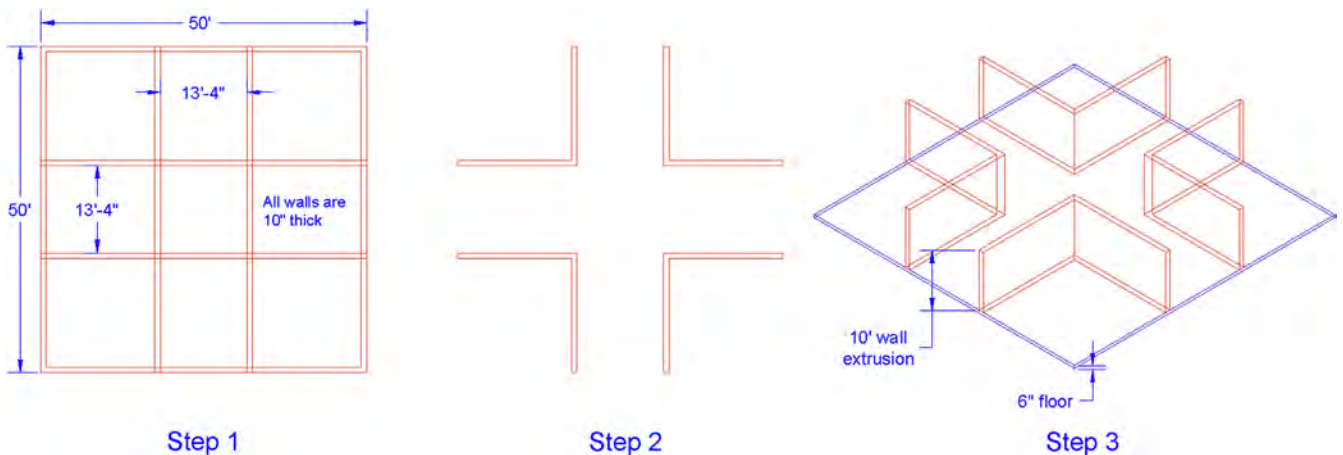 50'
13'-4"
50'
13'-4"
All walls are
10" thick
10' wall
extrusion
6" floor
Step 1
Step 2
Step 3